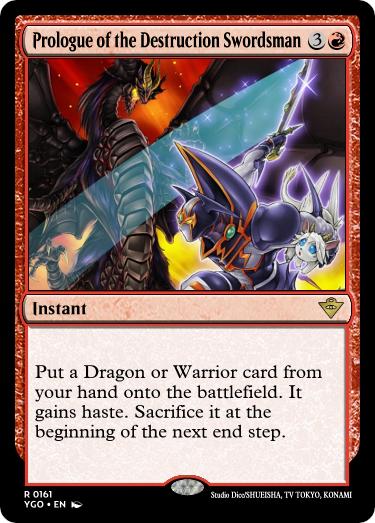 Prologue of the Destruction Swordsman 3
Instant
Put a Dragon or Warrior card from
your hand onto the battlefield. It
gains haste. Sacrifice it at the
beginning of the next end step.
R 0161
YGO • EN Studio Dice/SHUEISHA, TV TOKYO, KONAMI